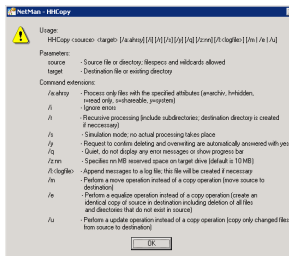 NetMan - HHCopy
Usage:
HHCopy <source> <target> [/a:ahrsy] [/i] [/r] [/s] [/y] [/q] [/z:nn] [/l:<logfile>] [/m | /e | /u]
Parameters:
source - Source file or directory; filespecs and wildcards allowed
target - Destination file or existing directory
Command extensions:
/a:ahrsy - Process only files with the specified attributes (a=archiv, h=hidden,
r=read only, s=shareable, y=system)
/i - Ignore errors
/r - Recursive processing (include subdirectories; destination directory is created
if neccessary)
/s - Simulation mode; no actual processing takes place
/y - Request to confirm deleting and overwriting are automatically answered with yes
/q - Quiet, do not display any error messages or show progress bar
/z:nn - Specifies nn MB reserved space on target drive (default is 10 MB)
/l:<logfile> - Append messages to a log file; this file will be created if necessary
/m - Perform a move operation instead of a copy operation (move source to
destination)
/e - Perform a equalize operation instead of a copy operation (create an
identical copy of source in destination including deletion of all files
and directories that do not exist in source)
/u - Perform a update operation instead of a copy operation (copy only changed files
from source to destination)
OK